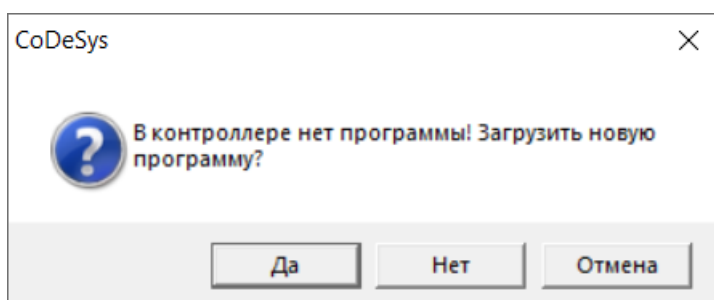 CoDeSys
В контроллере нет программы! Загрузить новую
программу?
Да
Нет
Отмена